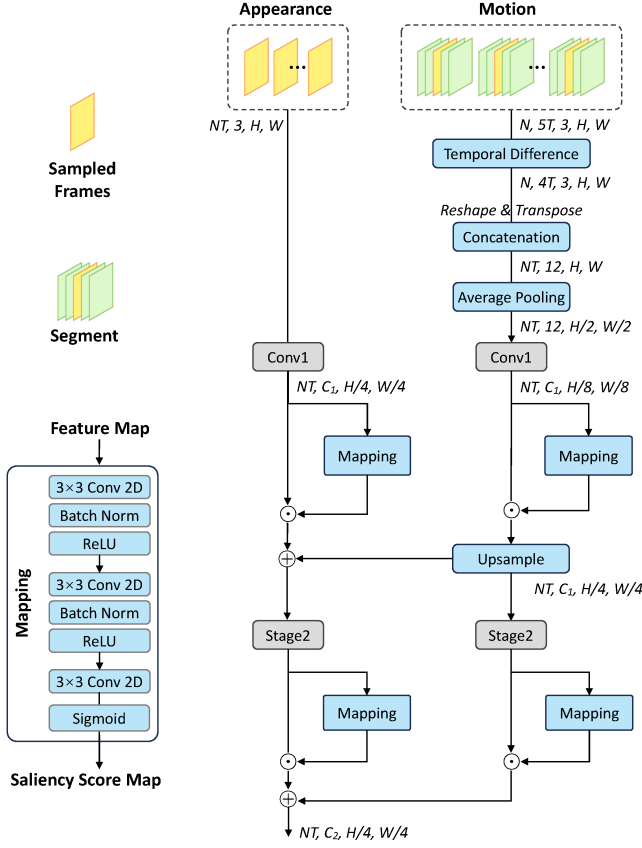 Appearance
Motion
...
...
NT, 3, H, W
N, 5T, 3, H, W
Temporal Difference
Sampled
Frames
N, 4T, 3, H, W
Reshape & Transpose
Concatenation
NT, 12, H, W
Average Pooling
Segment
NT, 12, H/2, W/2
Conv1
Conv1
NT, C₁, H/4, W/4
NT, C₁, H/8, W/8
Feature Map
Mapping
Mapping
Mapping
3×3 Conv 2D
Batch Norm
ReLU
3×3 Conv 2D
Batch Norm
ReLU
3×3 Conv 2D
Sigmoid
Saliency Score Map
Upsample
NT, C₁, H/4, W/4
Stage2
Stage2
Mapping
Mapping
NT, C₂, H/4, W/4